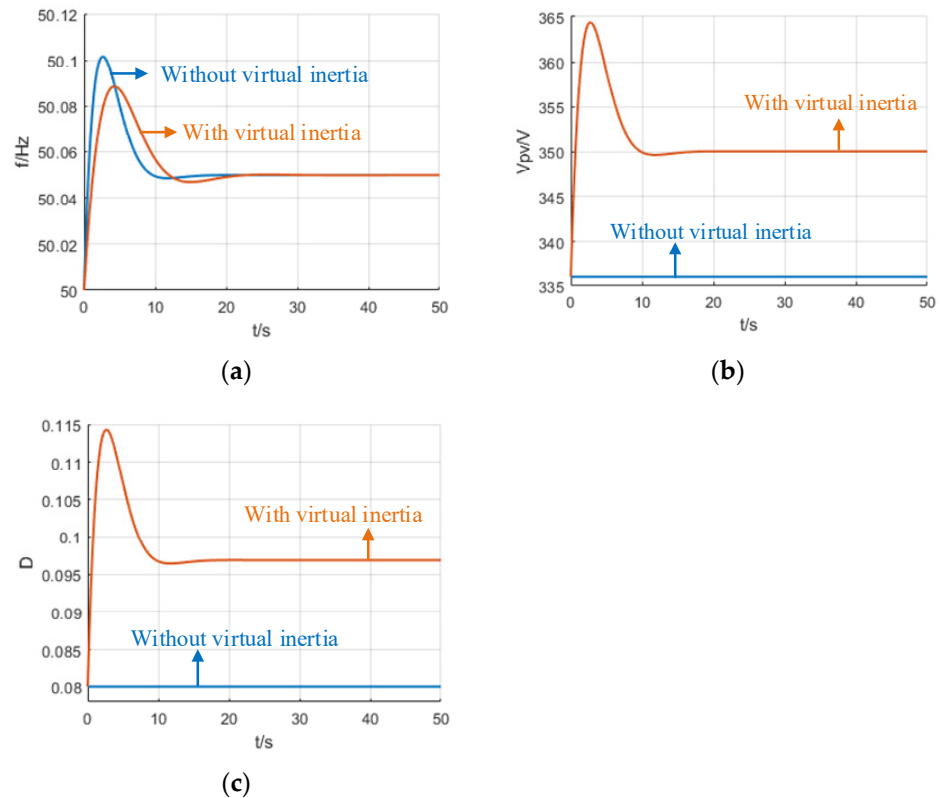 50.12
50.1
50.08
50.06
50.04
50.02
50
f/Hz
Without virtual inertia
With virtual inertia
0 10 20 30 40 50
t/s
(a)
365
360
355
350
345
340
335
Vpv/V
With virtual inertia
Without virtual inertia
0 10 20 30 40 50
t/s
(b)
0.115
0.11
0.105
0.1
0.095
0.09
0.085
0.08
D
With virtual inertia
Without virtual inertia
0 10 20 30 40 50
t/s
(c)